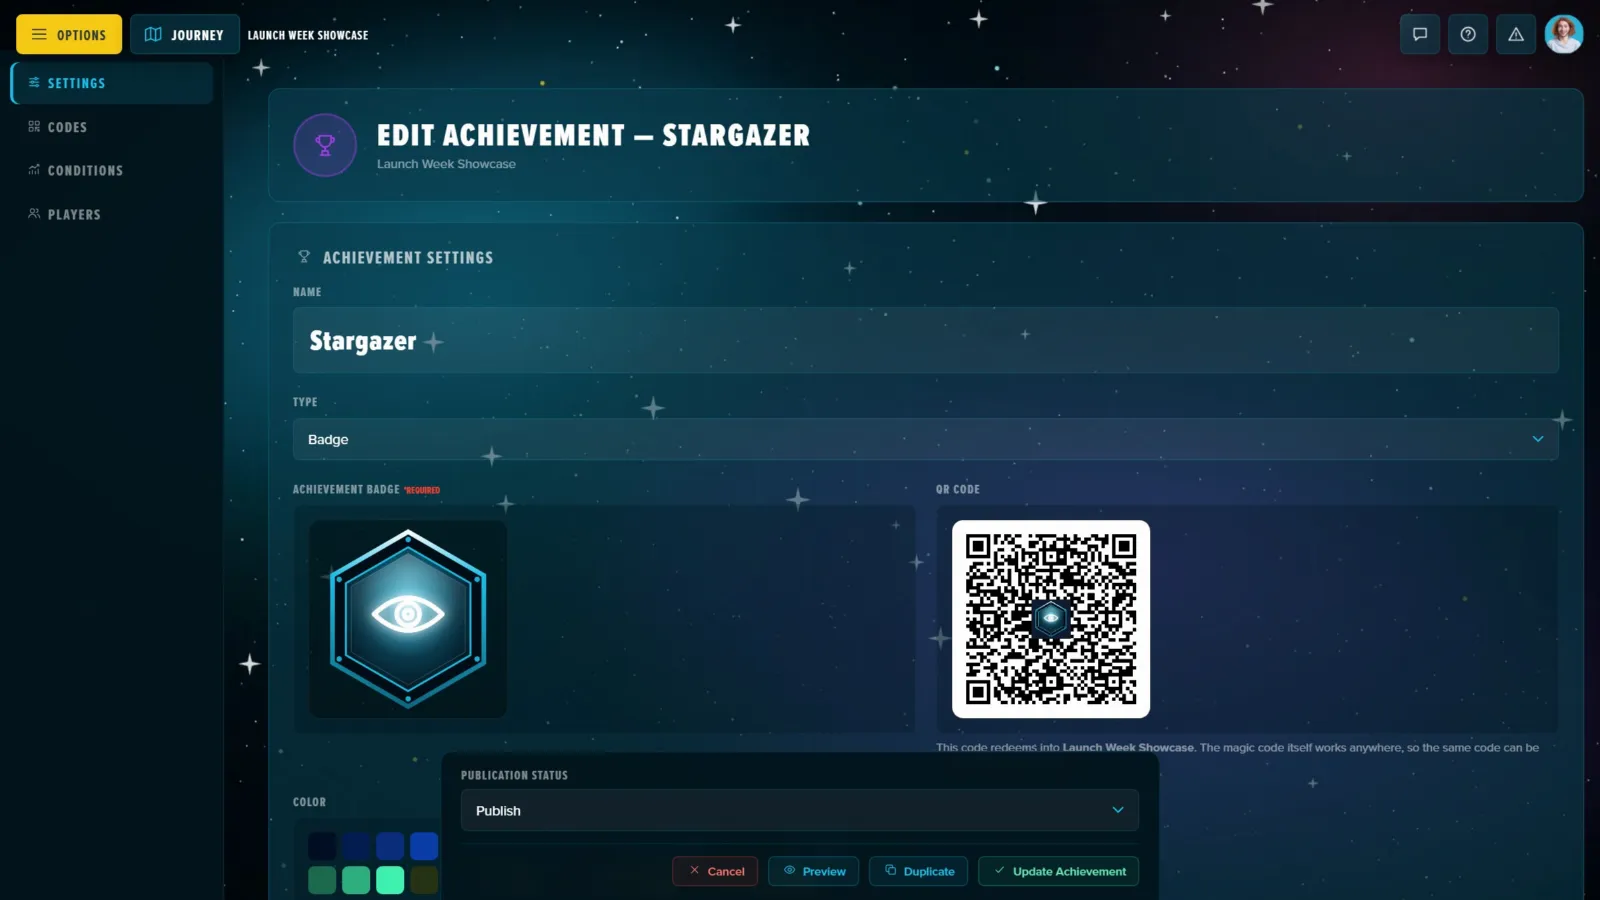 OPTIONS
JOURNEY
LAUNCH WEEK SHOWCASE
SETTINGS
CODES
CONDITIONS
PLAYERS
EDIT ACHIEVEMENT — STARGAZER
Launch Week Showcase
ACHIEVEMENT SETTINGS
NAME
Stargazer
TYPE
Badge
ACHIEVEMENT BADGE *REQUIRED
QR CODE
This code redeems into Launch Week Showcase. The magic code itself works anywhere, so the same code can be
PUBLICATION STATUS
Publish
COLOR
Cancel
Preview
Duplicate
Update Achievement